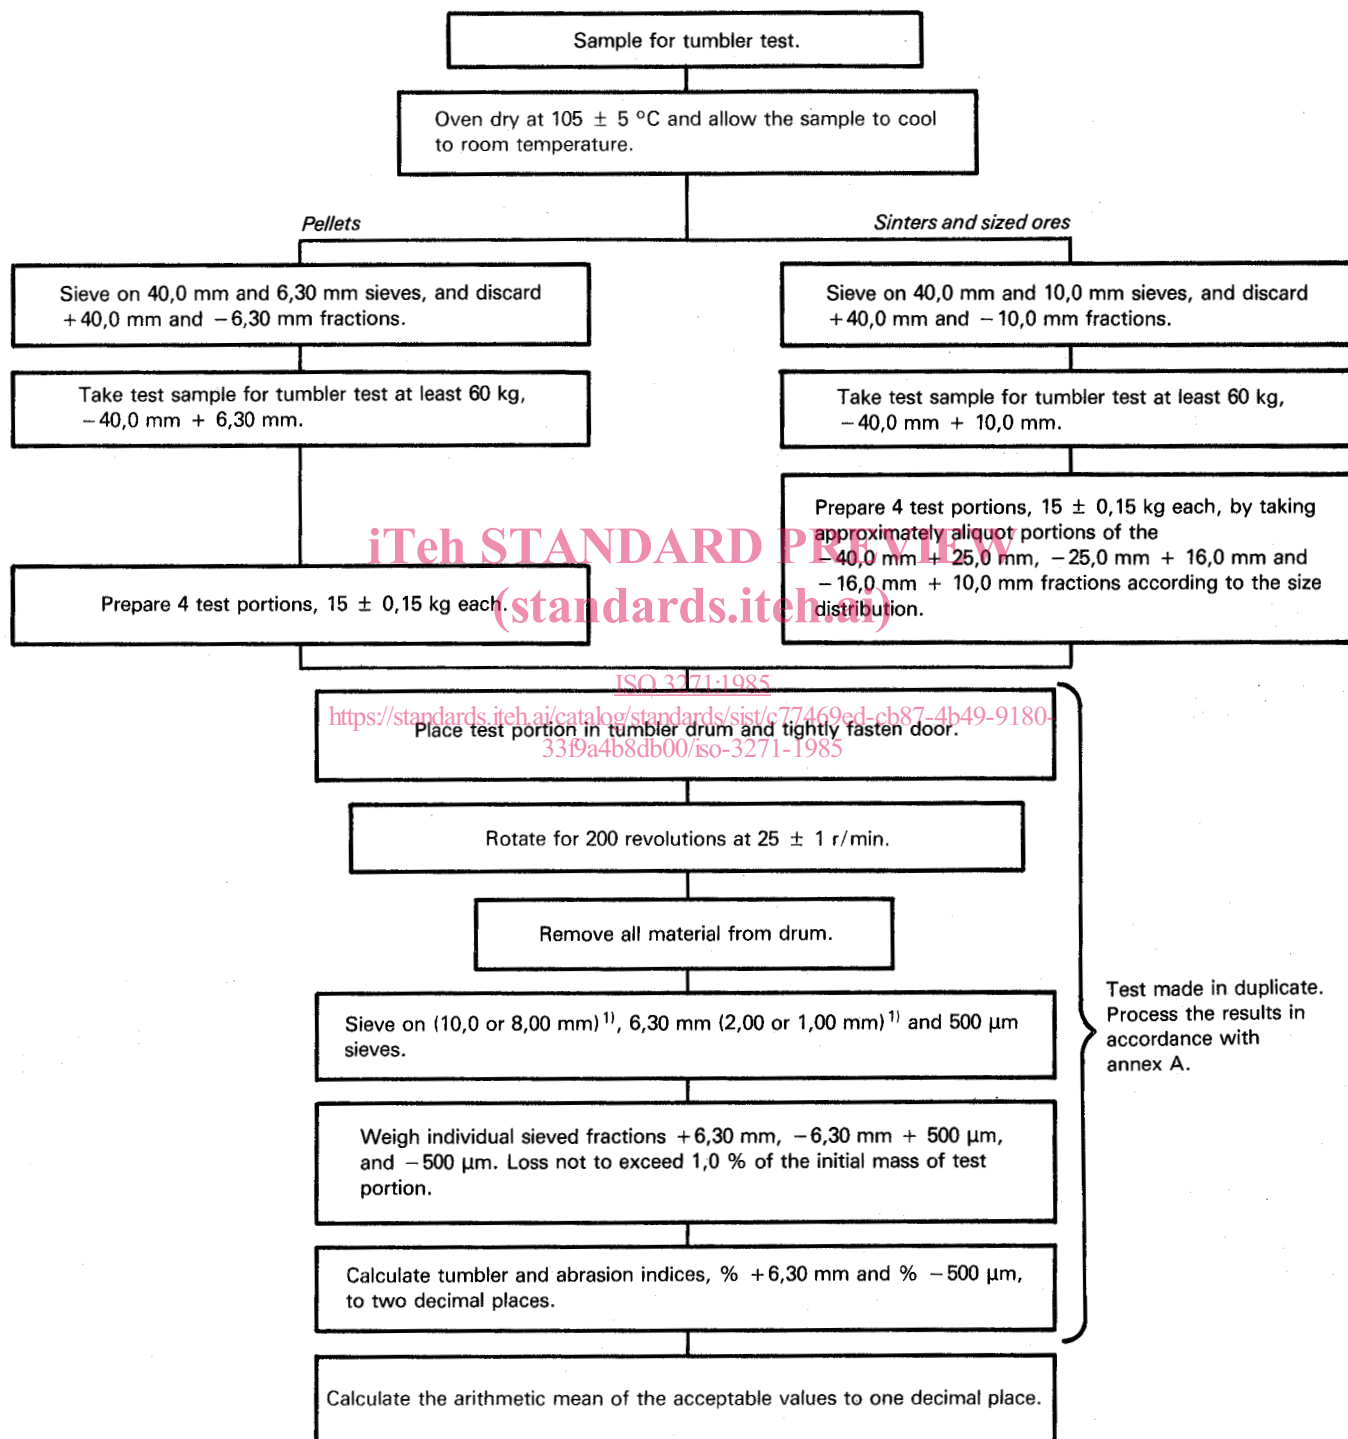 Sample for tumbler test.
Oven dry at 105 ± 5 °C and allow the sample to cool
to room temperature.
Pellets
Sinters and sized ores
Sieve on 40,0 mm and 6,30 mm sieves, and discard
+40,0 mm and −6,30 mm fractions.
Sieve on 40,0 mm and 10,0 mm sieves, and discard
+40,0 mm and −10,0 mm fractions.
Take test sample for tumbler test at least 60 kg,
−40,0 mm + 6,30 mm.
Take test sample for tumbler test at least 60 kg,
−40,0 mm + 10,0 mm.
Prepare 4 test portions, 15 ± 0,15 kg each, by taking
approximately aliquot portions of the
−40,0 mm + 25,0 mm, −25,0 mm + 16,0 mm and
−16,0 mm + 10,0 mm fractions according to the size
distribution.
iTeh STANDARD PREVIEW
(standards.iteh.ai)
Prepare 4 test portions, 15 ± 0,15 kg each.
ISO 3271:1985
https://standards.iteh.ai/catalog/standards/sist/c77469ed-cb87-4b49-9180-
33f9a4b8db00/iso-3271-1985
Place test portion in tumbler drum and tightly fasten door.
Rotate for 200 revolutions at 25 ± 1 r/min.
Remove all material from drum.
Sieve on (10,0 or 8,00 mm)¹⁾, 6,30 mm (2,00 or 1,00 mm)¹⁾ and 500 µm
sieves.
Weigh individual sieved fractions +6,30 mm, −6,30 mm + 500 µm,
and −500 µm. Loss not to exceed 1,0 % of the initial mass of test
portion.
Calculate tumbler and abrasion indices, % +6,30 mm and % −500 µm,
to two decimal places.
Test made in duplicate.
Process the results in
accordance with
annex A.
Calculate the arithmetic mean of the acceptable values to one decimal place.